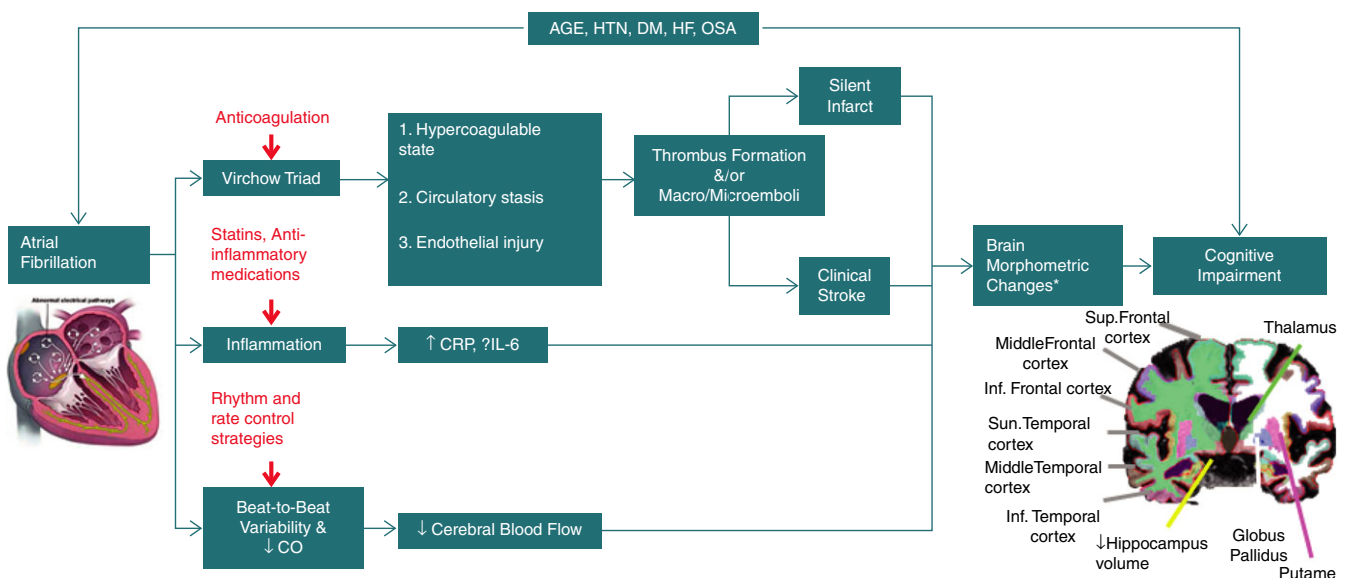 AGE, HTN, DM, HF, OSA
Anticoagulation
Virchow Triad
1. Hypercoagulable
state
2. Circulatory stasis
3. Endothelial injury
Thrombus Formation
&/or
Macro/Microemboli
Silent
Infarct
Clinical
Stroke
Atrial
Fibrillation
Abnormal electrical pathways
Statins, Anti-
inflammatory
medications
Inflammation
↑ CRP, ?IL-6
Rhythm and
rate control
strategies
Beat-to-Beat
Variability &
↓ CO
↓ Cerebral Blood Flow
Brain
Morphometric
Changes*
Cognitive
Impairment
Sup.Frontal
cortex
MiddleFrontal
cortex
Inf. Frontal cortex
Sun.Temporal
cortex
MiddleTemporal
cortex
Inf. Temporal
cortex
↓Hippocampus
volume
Thalamus
Globus
Pallidus
Putame